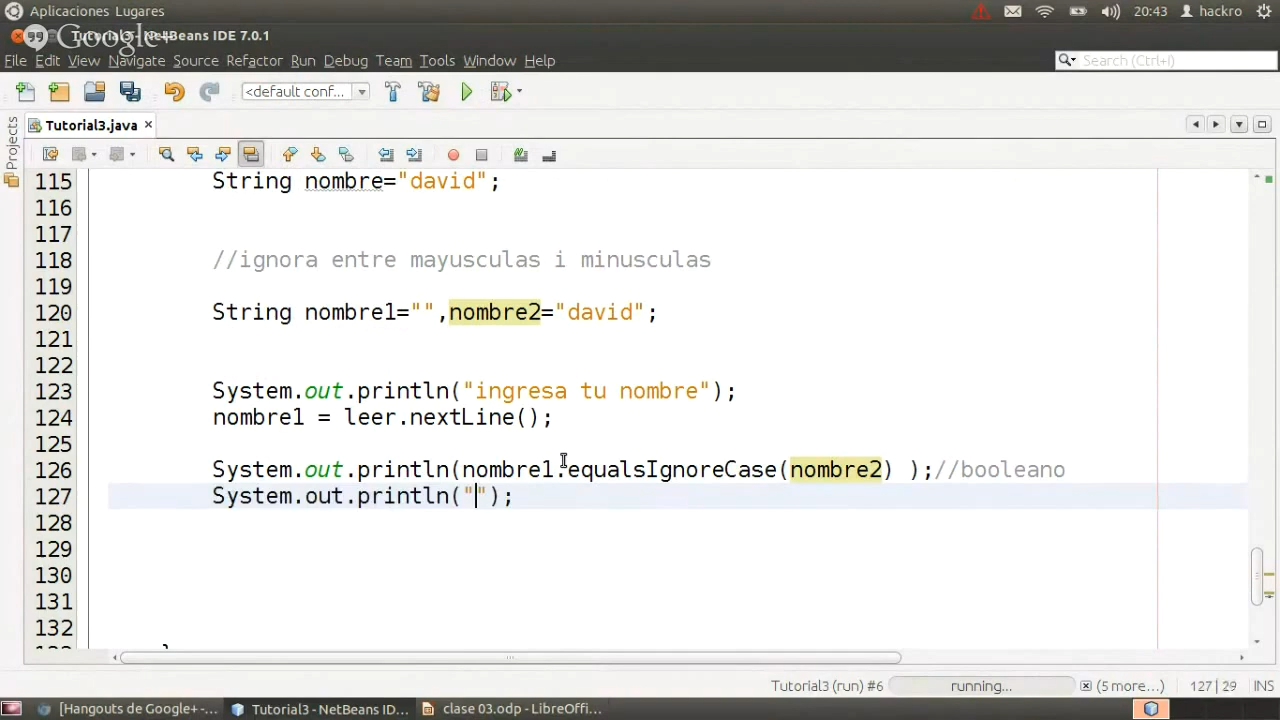 Aplicaciones Lugares
20:43 hackro
Tutorial3 - NetBeans IDE 7.0.1
Google+
File Edit View Navigate Source Refactor Run Debug Team Tools Window Help
Search (Ctrl+I)
<default conf...
Projects
Tutorial3.java
115 String nombre="david";
116
117
118 //ignora entre mayusculas i minusculas
119
120 String nombre1="",nombre2="david";
121
122
123 System.out.println("ingresa tu nombre");
124 nombre1 = leer.nextLine();
125
126 System.out.println(nombre1.equalsIgnoreCase(nombre2) );//booleano
127 System.out.println("");
128
129
130
131
132
}
Tutorial3 (run) #6 running... (5 more...) 127 | 29 INS
[Hangouts de Google+ -... Tutorial3 - NetBeans ID... clase 03.odp - LibreOffi...